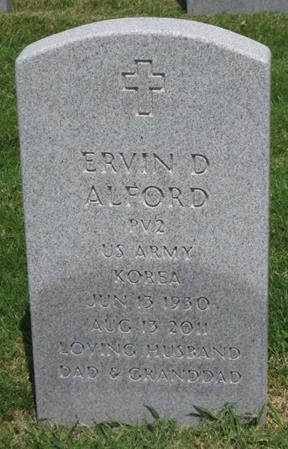 ERVIN D
ALFORD
PV2
US ARMY
KOREA
JUN 13 1930
AUG 13 2011
LOVING HUSBAND
DAD & GRANDDAD